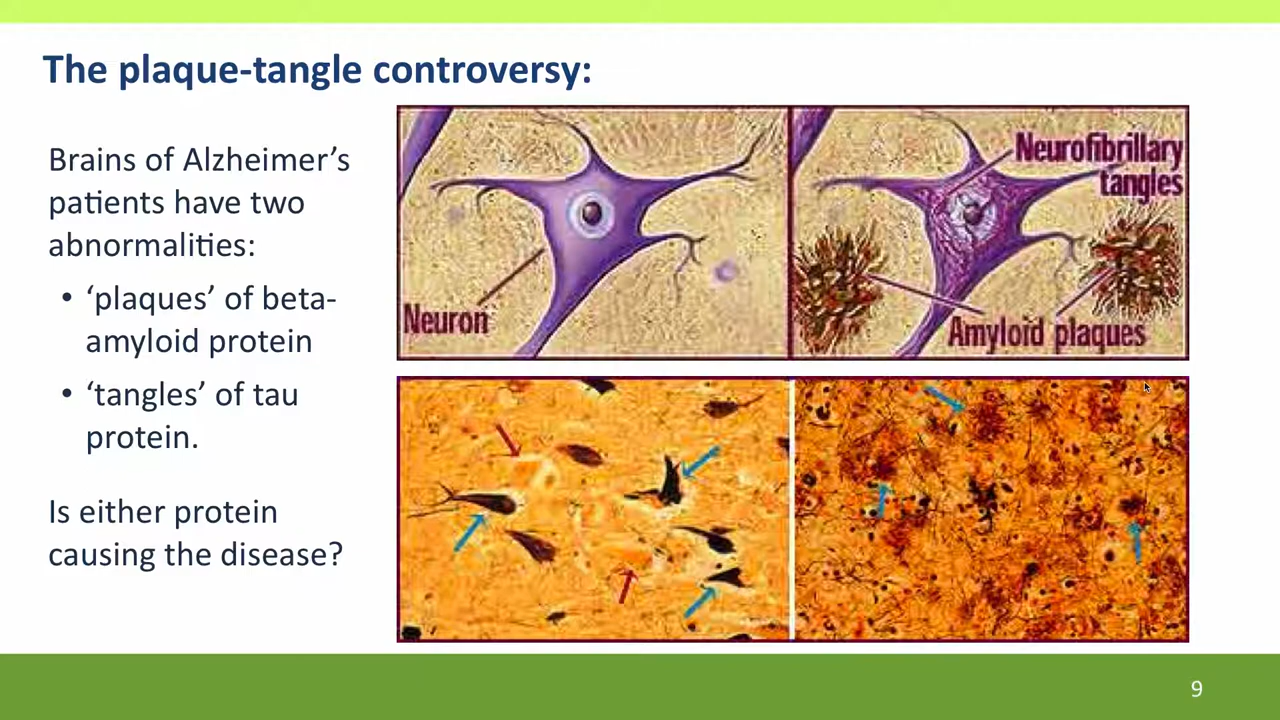 The plaque-tangle controversy:
Brains of Alzheimer’s
patients have two
abnormalities:
• ‘plaques’ of beta-
amyloid protein
• ‘tangles’ of tau
protein.
Is either protein
causing the disease?
Neuron
Neurofibrillary
tangles
Amyloid plaques
9